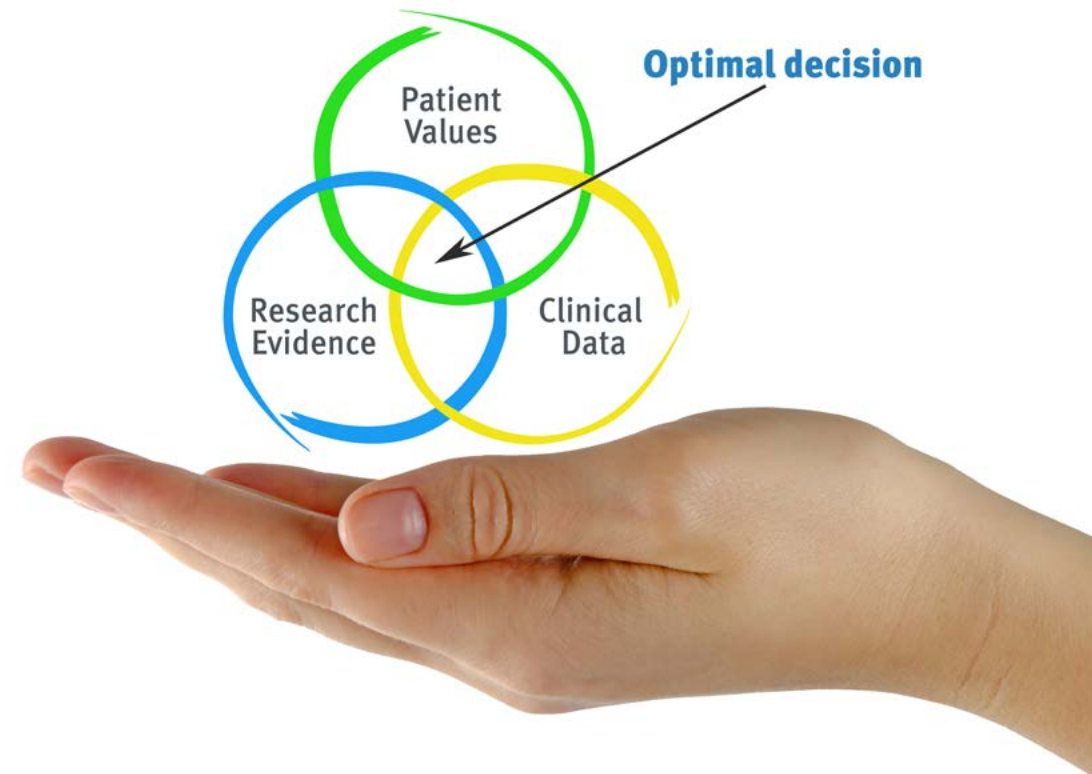 Optimal decision
Patient
Values
Research
Evidence
Clinical
Data